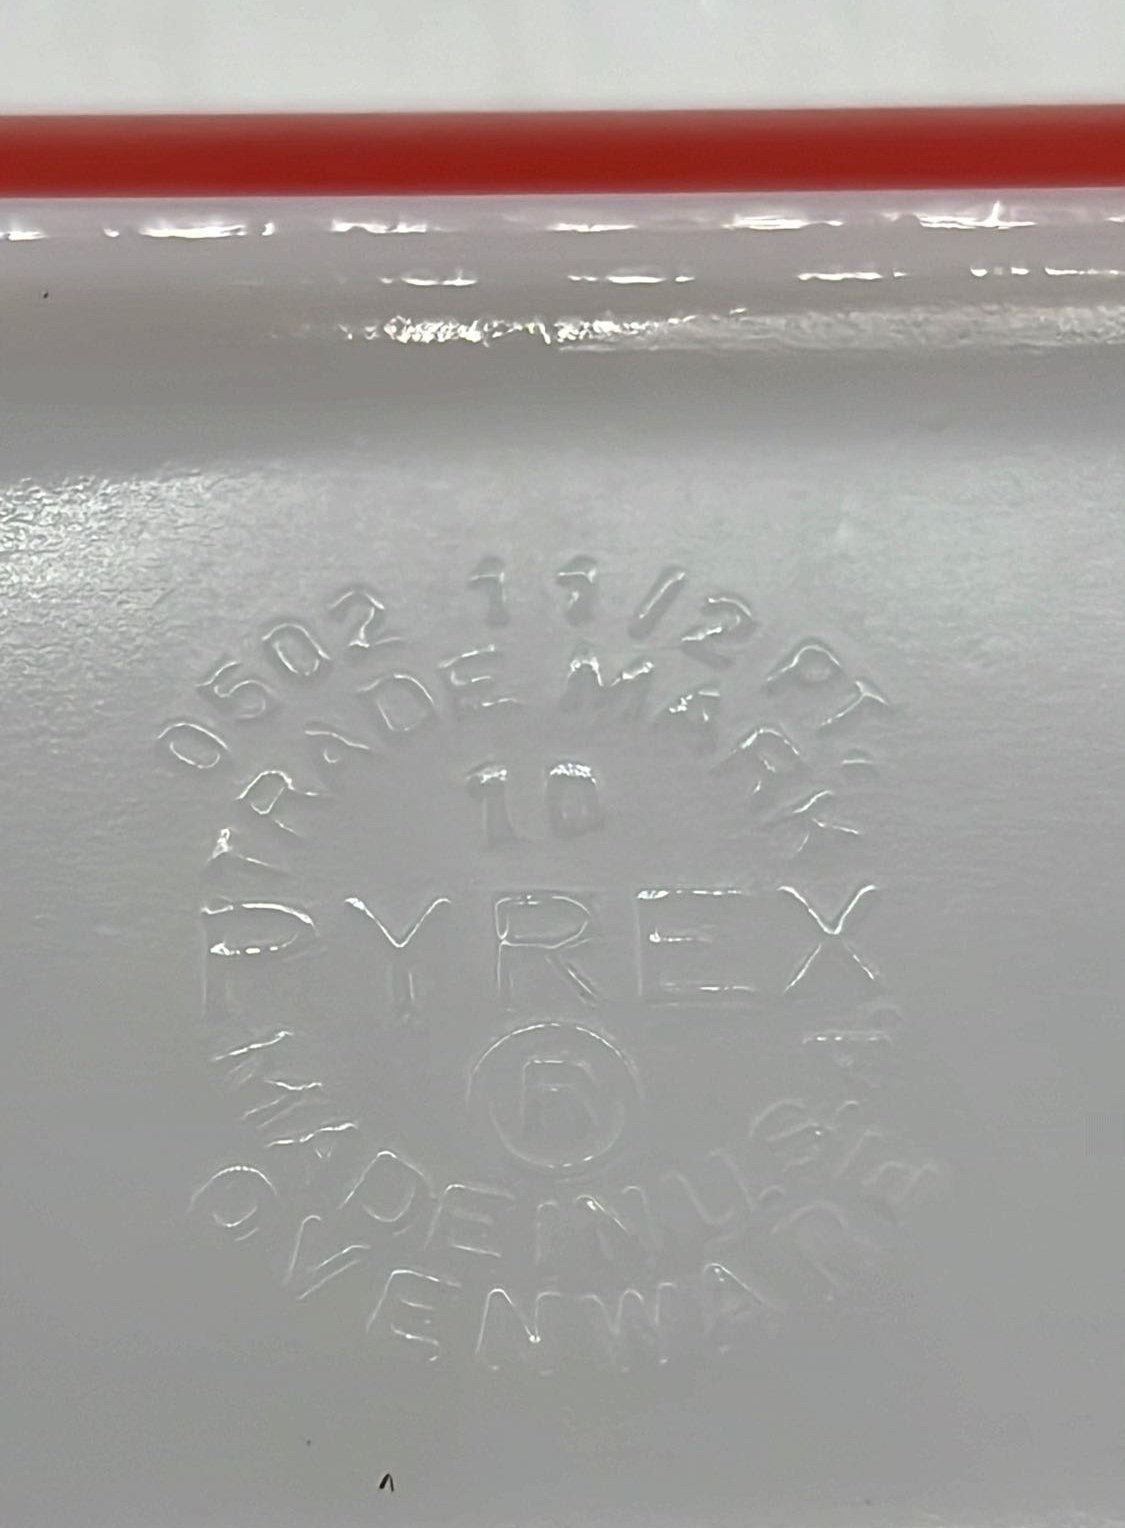 0502 1 1/2 PT.
TRADE MARK
10
PYREX
®
MADE IN U.S.A.
OVENWARE